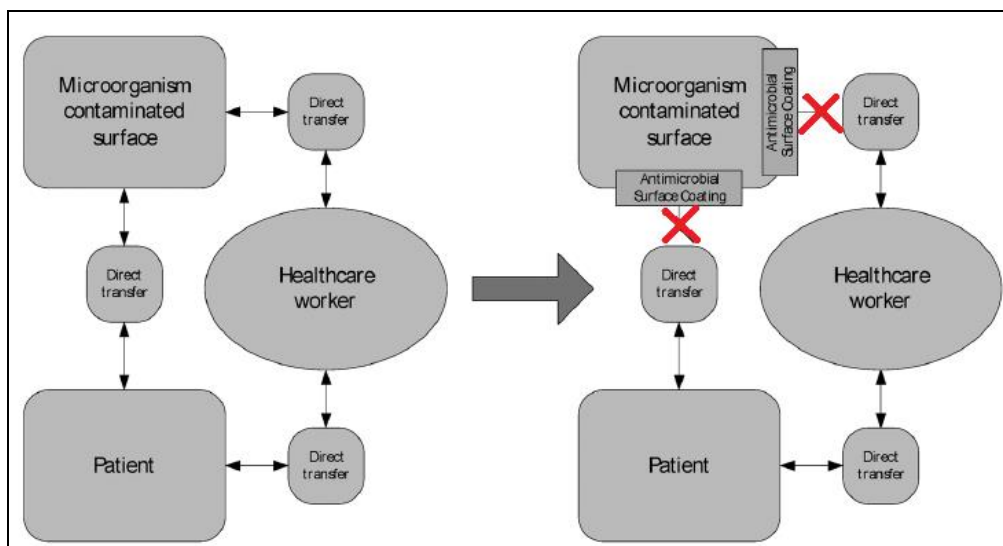 Microorganism
contaminated
surface
Direct
transfer
Direct
transfer
Healthcare
worker
Patient
Direct
transfer
Microorganism
contaminated
surface
Antimicrobial
Surface Coating
Direct
transfer
Antimicrobial
Surface Coating
Direct
transfer
Healthcare
worker
Patient
Direct
transfer